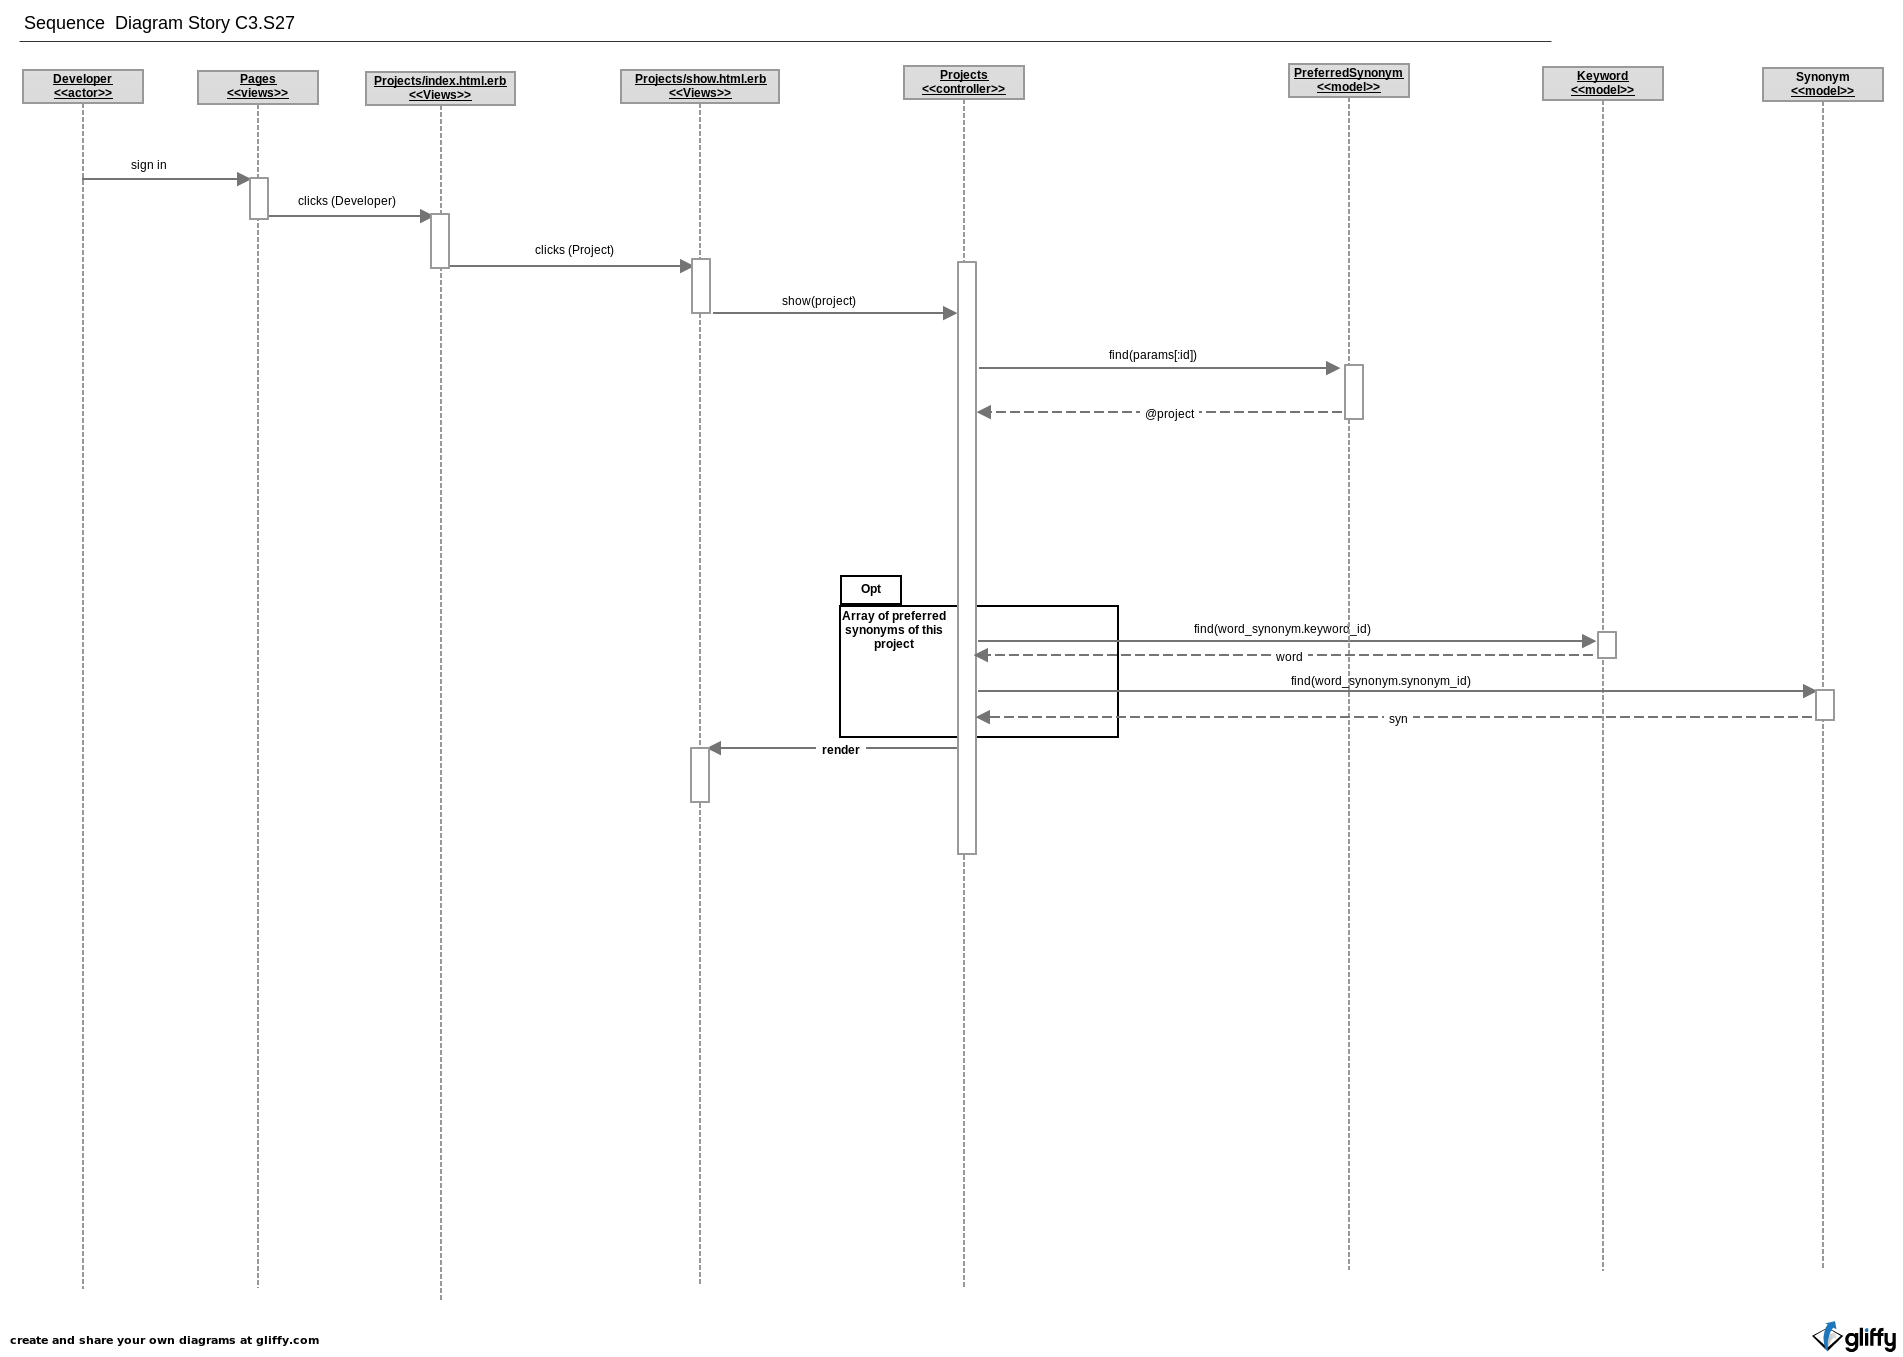 Sequence  Diagram Story C3.S27
Developer
<<actor>>
Pages
<<views>>
Projects/index.html.erb
<<Views>>
Projects/show.html.erb
<<Views>>
Projects
<<controller>>
PreferredSynonym
<<model>>
Keyword
<<model>>
Synonym
<<model>>
sign in
clicks (Developer)
clicks (Project)
show(project)
find(params[:id])
@project
Opt
Array of preferred
synonyms of this
project
find(word_synonym.keyword_id)
word
find(word_synonym.synonym_id)
syn
render
create and share your own diagrams at gliffy.com
gliffy